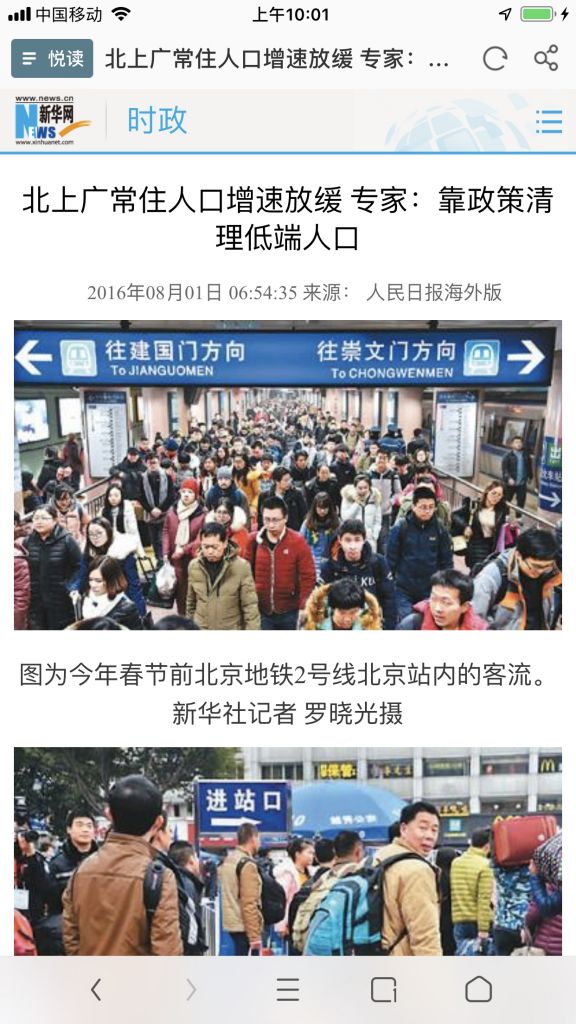 中国移动
上午10:01
悦读
北上广常住人口增速放缓 专家：...
www.news.cn
新华网
NEWS
www.xinhuanet.com
时政
北上广常住人口增速放缓 专家：靠政策清
理低端人口
2016年08月01日 06:54:35 来源： 人民日报海外版
往建国门方向
To JIANGUOMEN
往崇文门方向
To CHONGWENMEN
图为今年春节前北京地铁2号线北京站内的客流。
新华社记者 罗晓光摄
进站口
1